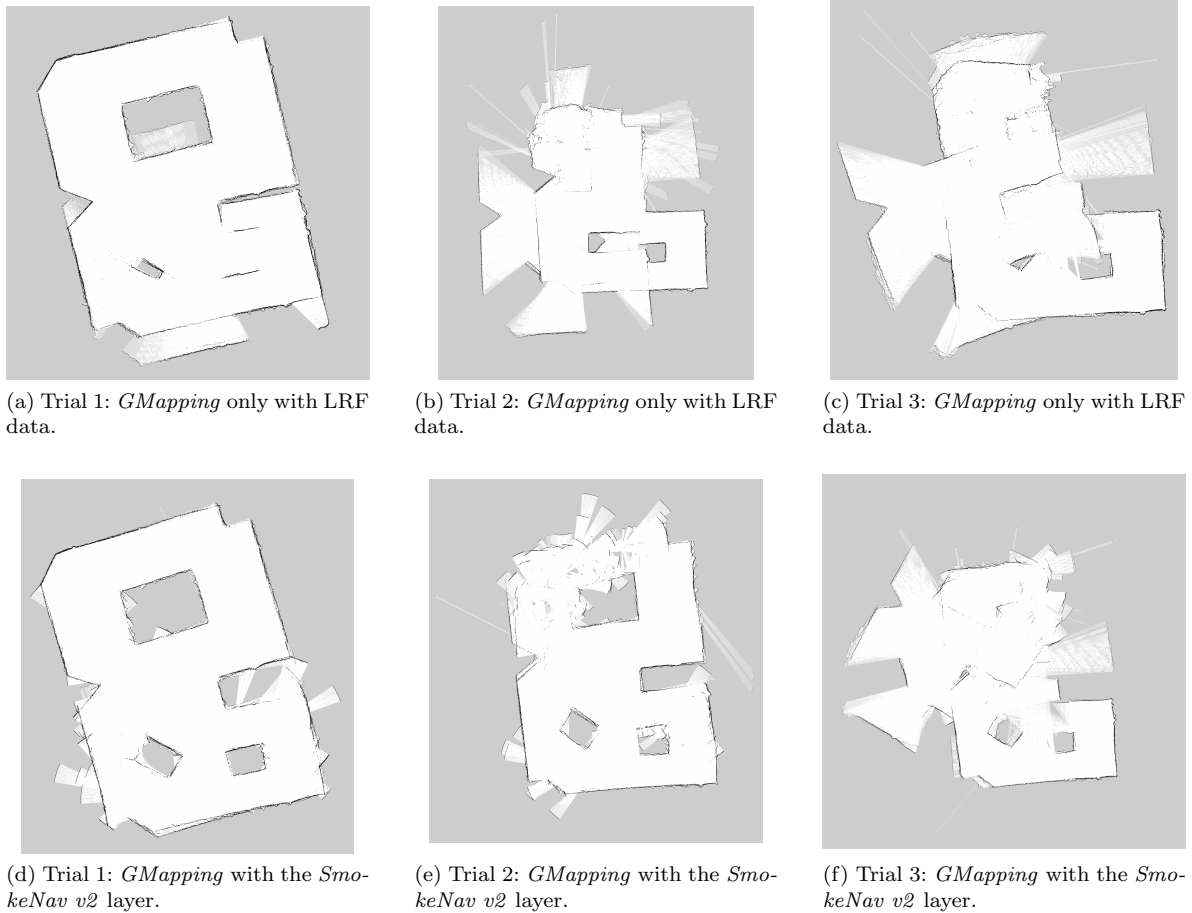 (a) Trial 1: GMapping only with LRF
data.
(b) Trial 2: GMapping only with LRF
data.
(c) Trial 3: GMapping only with LRF
data.
(d) Trial 1: GMapping with the Smo-
keNav v2 layer.
(e) Trial 2: GMapping with the Smo-
keNav v2 layer.
(f) Trial 3: GMapping with the Smo-
keNav v2 layer.